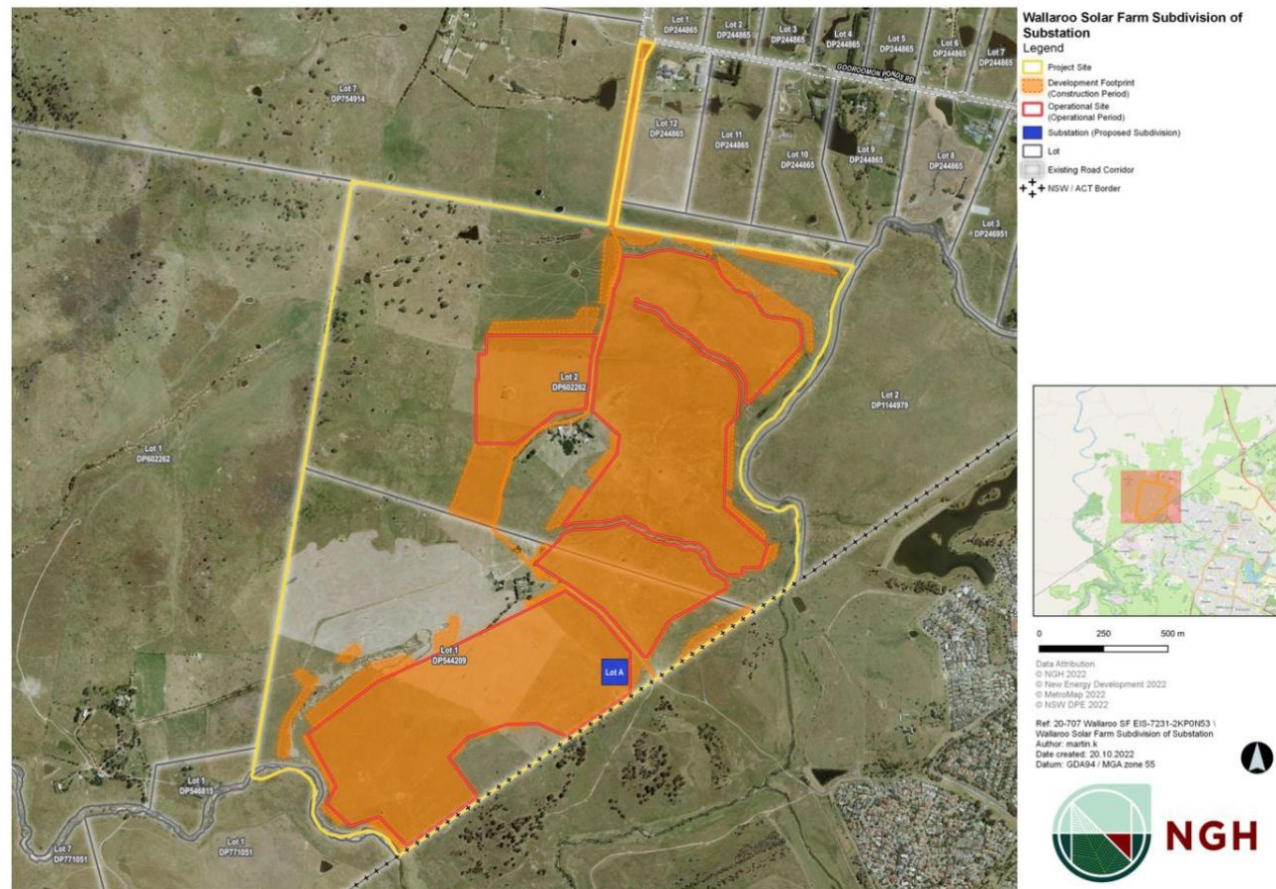 Lot 1
DP244865
Lot 2
DP244865
Lot 3
DP244865
Lot 4
DP244865
Lot 5
DP244865
Lot 6
DP244865
Lot 7
DP244865
GOOROOMON PONDS RD
Lot 7
DP754914
Lot 12
DP244865
Lot 11
DP244865
Lot 10
DP244865
Lot 9
DP244865
Lot 8
DP244865
Lot 3
DP246951
Lot 2
DP602262
Lot 2
DP1144979
Lot 1
DP602262
Lot 1
DP544209
Lot A
Lot 1
DP546815
Lot 7
DP771051
Lot 1
DP771051
Wallaroo Solar Farm Subdivision of
Substation
Legend
Project Site
Development Footprint
(Construction Period)
Operational Site
(Operational Period)
Substation (Proposed Subdivision)
Lot
Existing Road Corridor
NSW / ACT Border
0 250 500 m
Data Attribution
© NGH 2022
© New Energy Development 2022
© MetroMap 2022
© NSW DPE 2022
Ref: 20-707 Wallaroo SF EIS-7231-2KP0N53 \
Wallaroo Solar Farm Subdivision of Substation
Author: martin.k
Date created: 20.10.2022
Datum: GDA94 / MGA zone 55
NGH